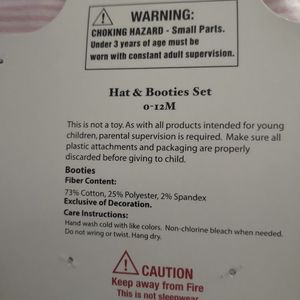 WARNING:
CHOKING HAZARD - Small Parts.
Under 3 years of age must be
worn with constant adult supervision.
Hat & Booties Set
0-12M
This is not a toy. As with all products intended for young
children, parental supervision is required. Make sure all
plastic attachments and packaging are properly
discarded before giving to child.
Booties
Fiber Content:
73% Cotton, 25% Polyester, 2% Spandex
Exclusive of Decoration.
Care Instructions:
Hand wash cold with like colors. Non-chlorine bleach when needed.
Do not wring or twist. Hang dry.
CAUTION
Keep away from Fire
This is not sleepwear